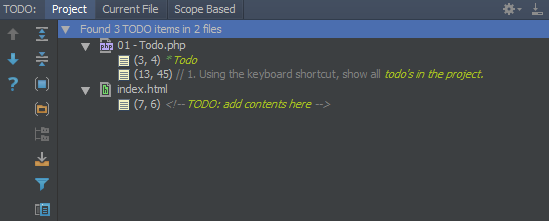 TODO: Project Current File Scope Based
Found 3 TODO items in 2 files
01 - Todo.php
(3, 4) * Todo
(13, 45) // 1. Using the keyboard shortcut, show all todo's in the project.
index.html
(7, 6) <!-- TODO: add contents here -->